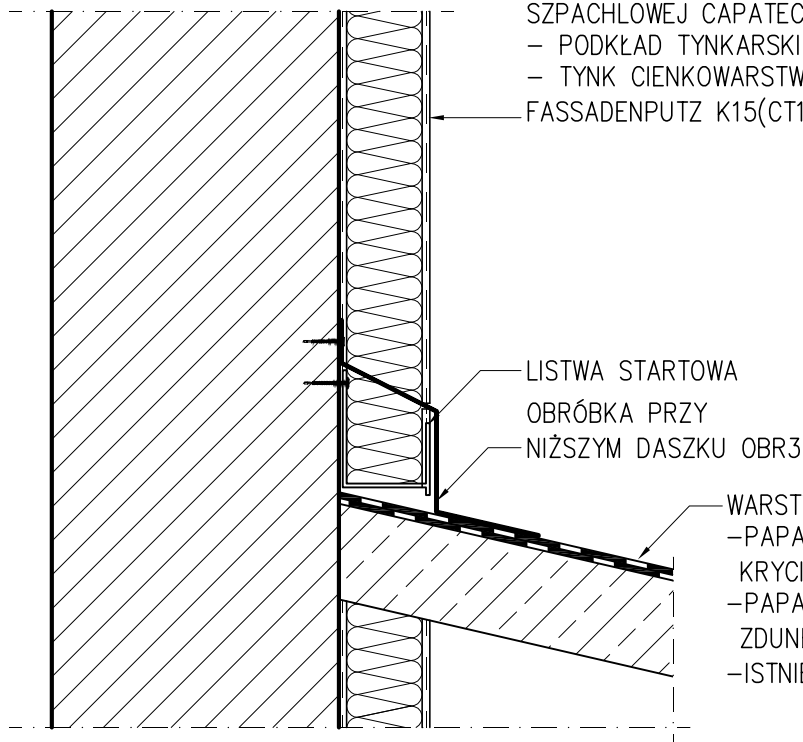 SZPACHLOWEJ CAPATEC
– PODKŁAD TYNKARSKI
– TYNK CIENKOWARSTW
FASSADENPUTZ K15(CT1
LISTWA STARTOWA
OBRÓBKA PRZY
NIŻSZYM DASZKU OBR3
WARST
–PAPA
KRYCI
–PAPA
ZDUNI
–ISTNIE